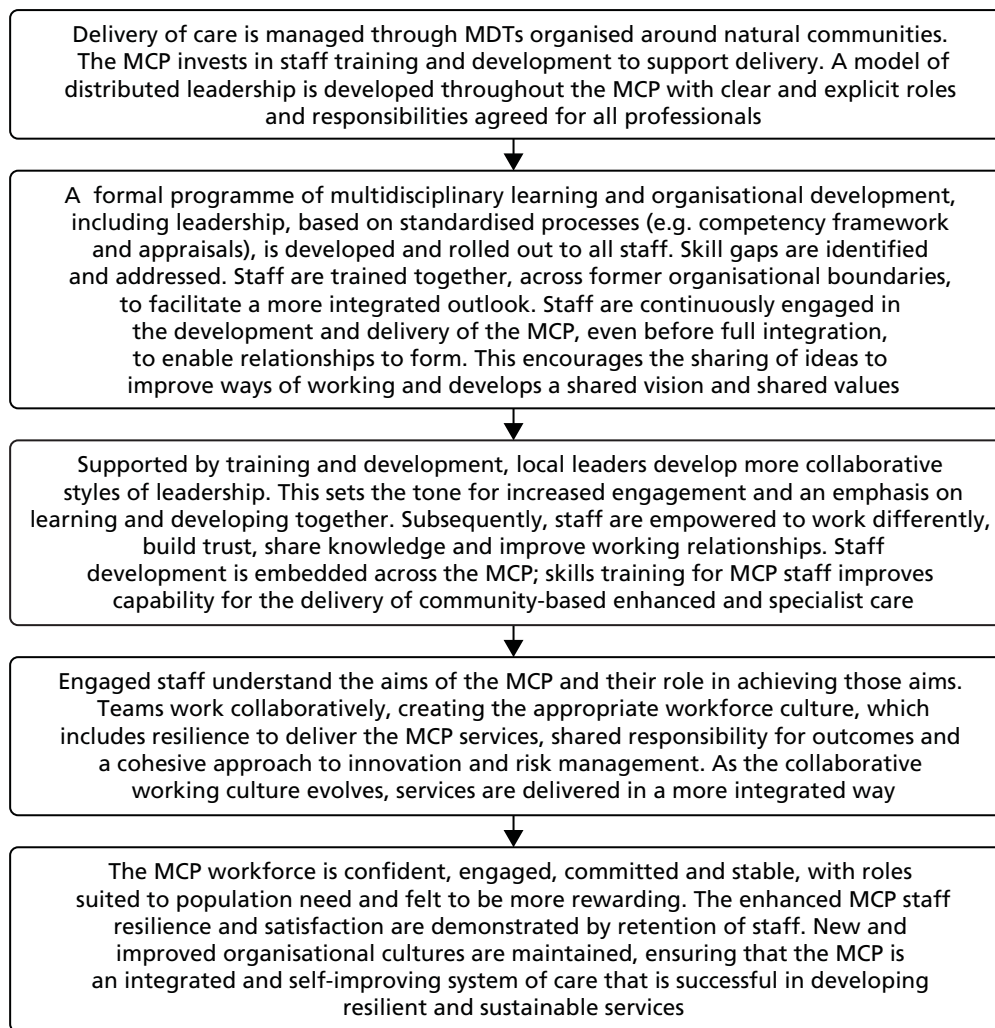 Delivery of care is managed through MDTs organised around natural communities.
The MCP invests in staff training and development to support delivery. A model of
distributed leadership is developed throughout the MCP with clear and explicit roles
and responsibilities agreed for all professionals
A formal programme of multidisciplinary learning and organisational development,
including leadership, based on standardised processes (e.g. competency framework
and appraisals), is developed and rolled out to all staff. Skill gaps are identified
and addressed. Staff are trained together, across former organisational boundaries,
to facilitate a more integrated outlook. Staff are continuously engaged in
the development and delivery of the MCP, even before full integration,
to enable relationships to form. This encourages the sharing of ideas to
improve ways of working and develops a shared vision and shared values
Supported by training and development, local leaders develop more collaborative
styles of leadership. This sets the tone for increased engagement and an emphasis on
learning and developing together. Subsequently, staff are empowered to work differently,
build trust, share knowledge and improve working relationships. Staff
development is embedded across the MCP; skills training for MCP staff improves
capability for the delivery of community-based enhanced and specialist care
Engaged staff understand the aims of the MCP and their role in achieving those aims.
Teams work collaboratively, creating the appropriate workforce culture, which
includes resilience to deliver the MCP services, shared responsibility for outcomes and
a cohesive approach to innovation and risk management. As the collaborative
working culture evolves, services are delivered in a more integrated way
The MCP workforce is confident, engaged, committed and stable, with roles
suited to population need and felt to be more rewarding. The enhanced MCP staff
resilience and satisfaction are demonstrated by retention of staff. New and
improved organisational cultures are maintained, ensuring that the MCP is
an integrated and self-improving system of care that is successful in developing
resilient and sustainable services